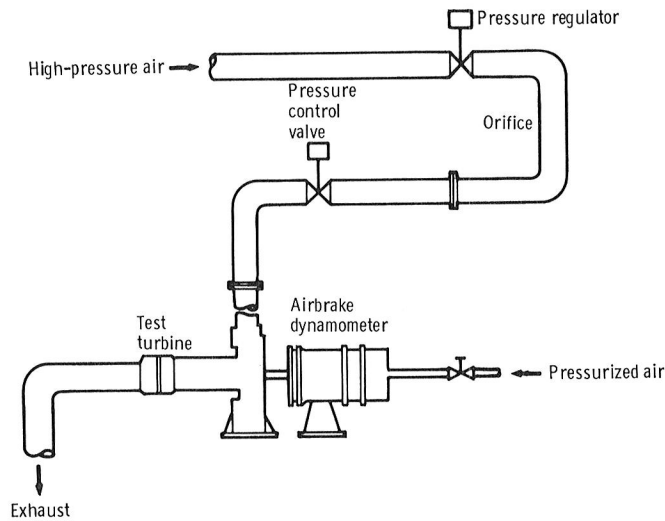 Pressure regulator
High-pressure air
Pressure
control
valve
Orifice
Airbrake
dynamometer
Test
turbine
Pressurized air
Exhaust